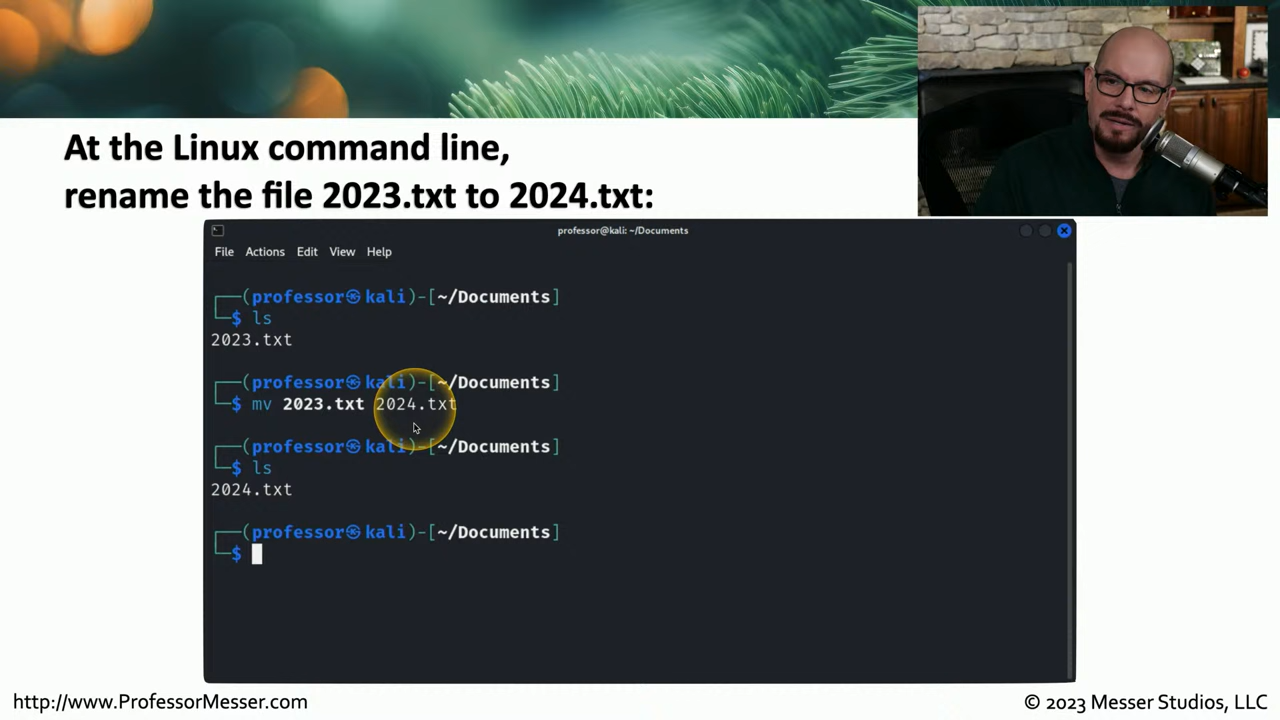 At the Linux command line,
rename the file 2023.txt to 2024.txt:
professor@kali: ~/Documents
File Actions Edit View Help
┌──(professor㉿kali)-[~/Documents]
└─$ ls
2023.txt
┌──(professor㉿kali)-[~/Documents]
└─$ mv 2023.txt 2024.txt
┌──(professor㉿kali)-[~/Documents]
└─$ ls
2024.txt
┌──(professor㉿kali)-[~/Documents]
└─$
http://www.ProfessorMesser.com
© 2023 Messer Studios, LLC